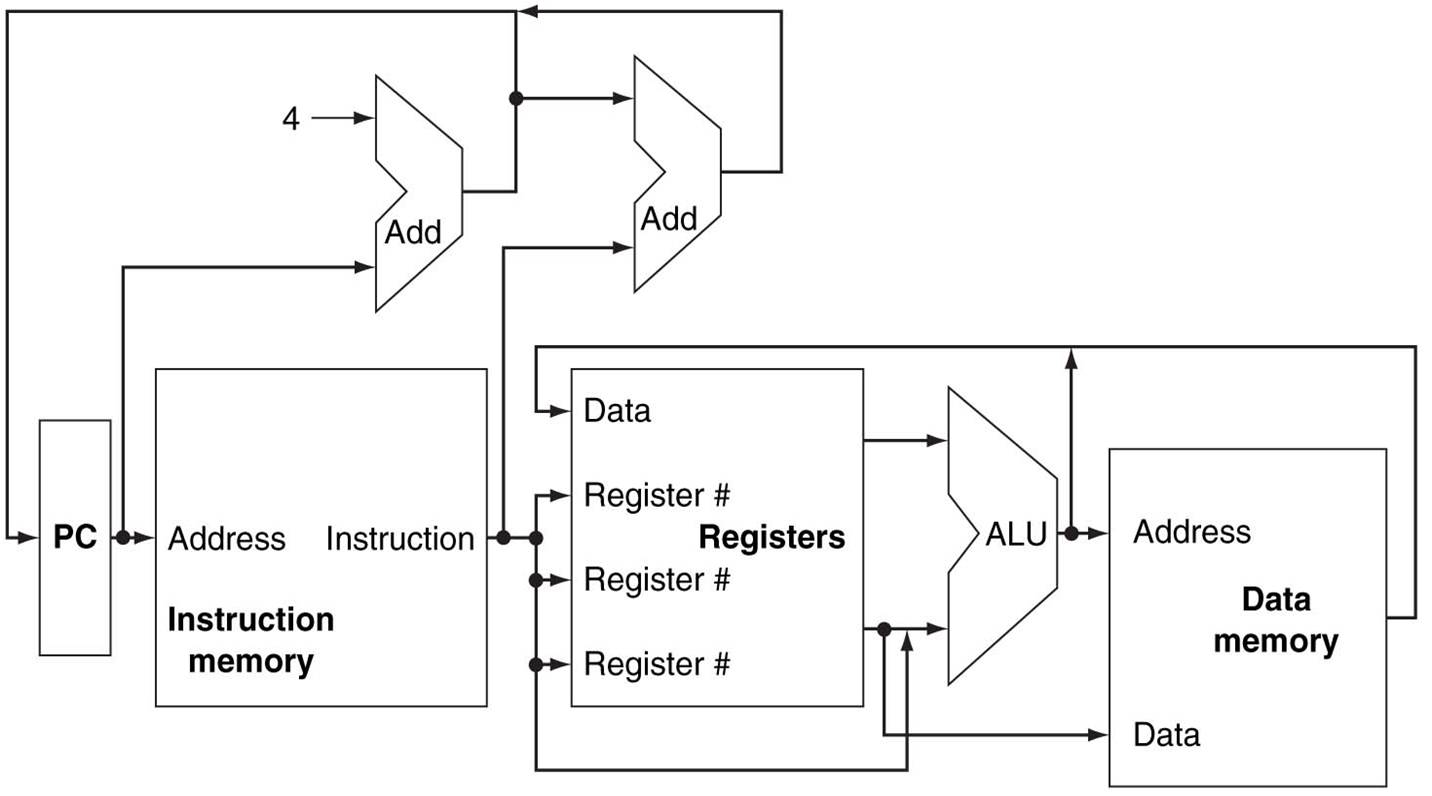 4
Add
Add
PC
Address
Instruction
Instruction
memory
Data
Register #
Registers
Register #
Register #
ALU
Address
Data
memory
Data